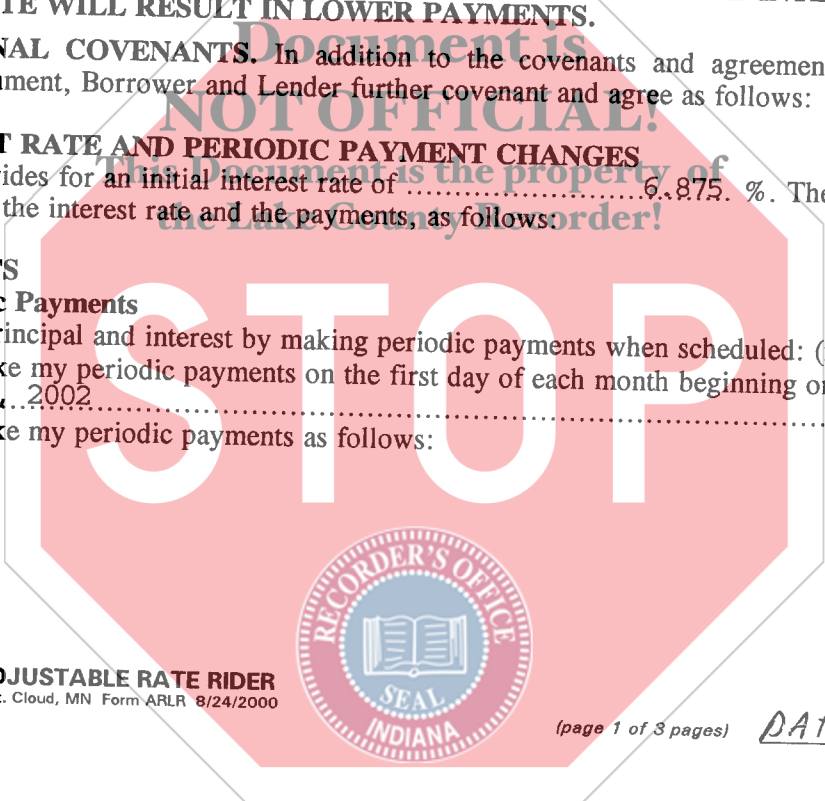 TE WILL RESULT IN LOWER PAYMENTS.
Document is
NAL COVENANTS. In addition to the covenants and agreemen
ument, Borrower and Lender further covenant and agree as follows:
NOT OFFICIAL!
T RATE AND PERIODIC PAYMENT CHANGES
This Document is the property of
vides for an initial interest rate of ..............................6.875. %. The
the interest rate and the payments, as follows:
the Lake County Recorder!
TS
c Payments
rincipal and interest by making periodic payments when scheduled: (
ke my periodic payments on the first day of each month beginning on
2002
ke my periodic payments as follows:
STOP
RECORDER'S OFFICE
SEAL
INDIANA
DJUSTABLE RATE RIDER
t. Cloud, MN Form ARLR 8/24/2000
(page 1 of 3 pages)